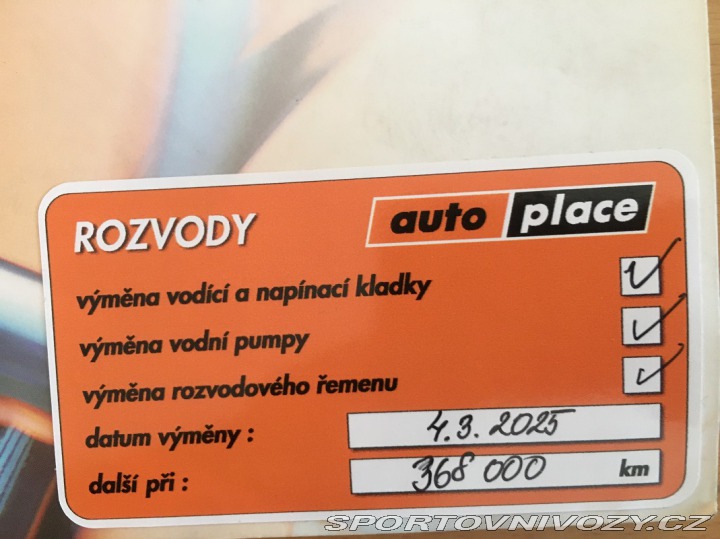 ROZVODY auto place
výměna vodící a napínací kladky
výměna vodní pumpy
výměna rozvodového řemenu
datum výměny : 4.3.2025
další při : 368 000 km
SPORTOVNIVOZY.CZ